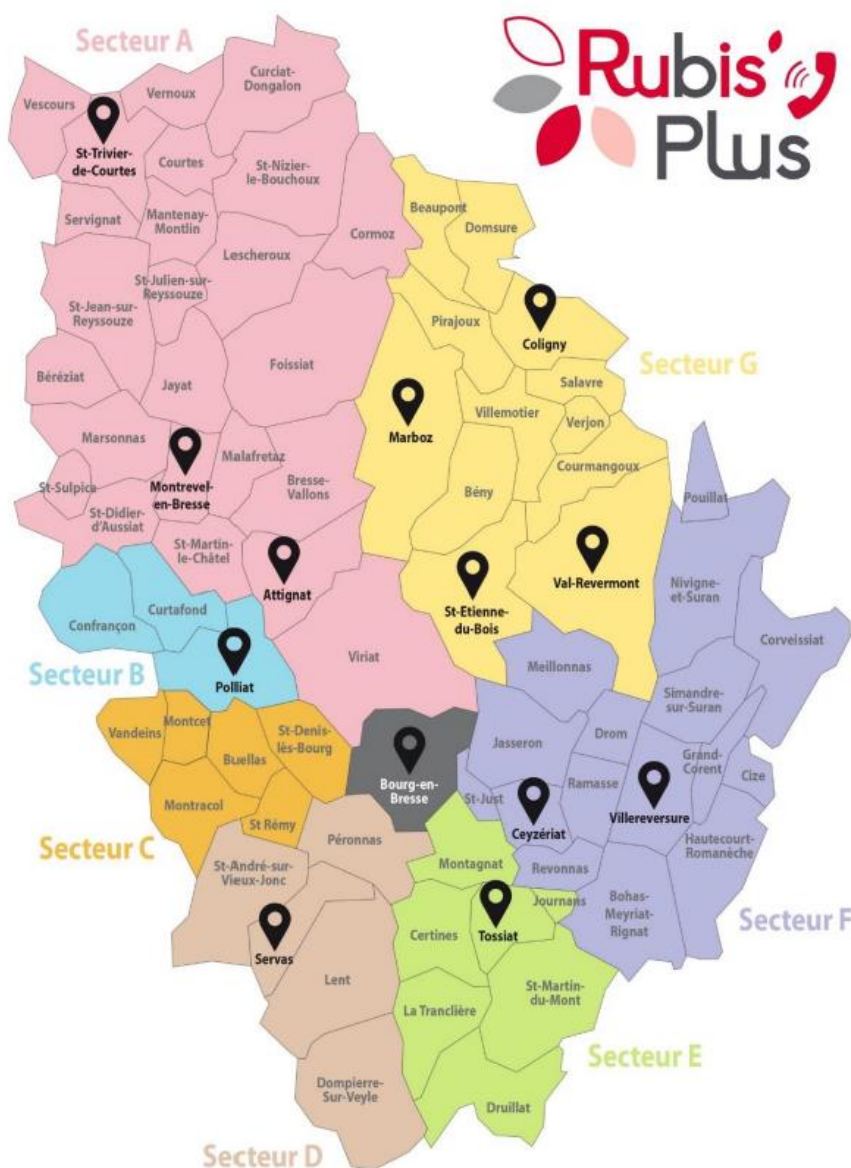 Secteur A
Rubis
Plus
Curciat-
Dongalon
Vernoux
Vescours
St-Trivier-
de-Courtes
Courtes
St-Nizier-
le-Bouchoux
Servignat
Mantenay-
Montlin
Cormoz
Lescheroux
St-Julien-sur-
Reyssouze
St-Jean-sur-
Reyssouze
Foissiat
Béréziat
Jayat
Marsonnas
Malafretaz
Montrevel-
en-Bresse
Bresse-
Vallons
St-Sulpice
St-Didier-
d'Aussiat
St-Martin-
le-Châtel
Attignat
Viriat
Beaupont
Domsure
Pirajoux
Coligny
Secteur G
Salavre
Villemotier
Verjon
Marboz
Courmangoux
Bény
Val-Revermont
St-Etienne-
du-Bois
Confrançon
Curtafond
Secteur B
Polliat
Vandeins
Montcet
St-Denis-
lès-Bourg
Buellas
Montracol
St Rémy
Secteur C
Bourg-en-
Bresse
Pouillat
Nivigne-
et-Suran
Corveissiat
Meillonnas
Simandre-
sur-Suran
Jasseron
Drom
Grand-
Corent
Cize
Ramasse
St-Just
Ceyzériat
Villereversure
Hautecourt-
Romanèche
Revonnas
Bohas-
Meyriat-
Rignat
Secteur F
Péronnas
St-André-sur-
Vieux-Jonc
Servas
Lent
Dompierre-
Sur-Veyle
Secteur D
Montagnat
Journans
Certines
Tossiat
St-Martin-
du-Mont
La Tranclière
Secteur E
Druillat